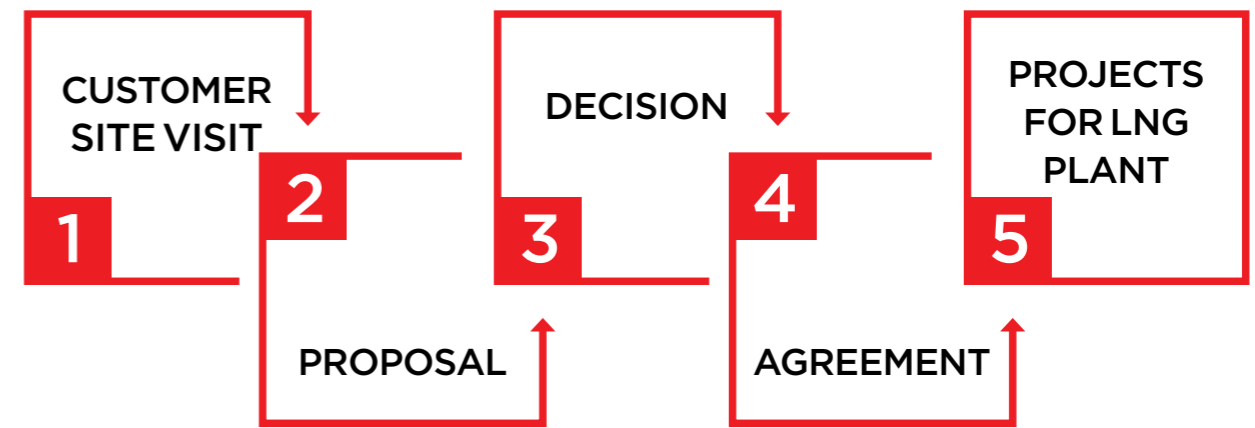 CUSTOMER
SITE VISIT
1
2
PROPOSAL
DECISION
3
4
AGREEMENT
PROJECTS
FOR LNG
PLANT
5